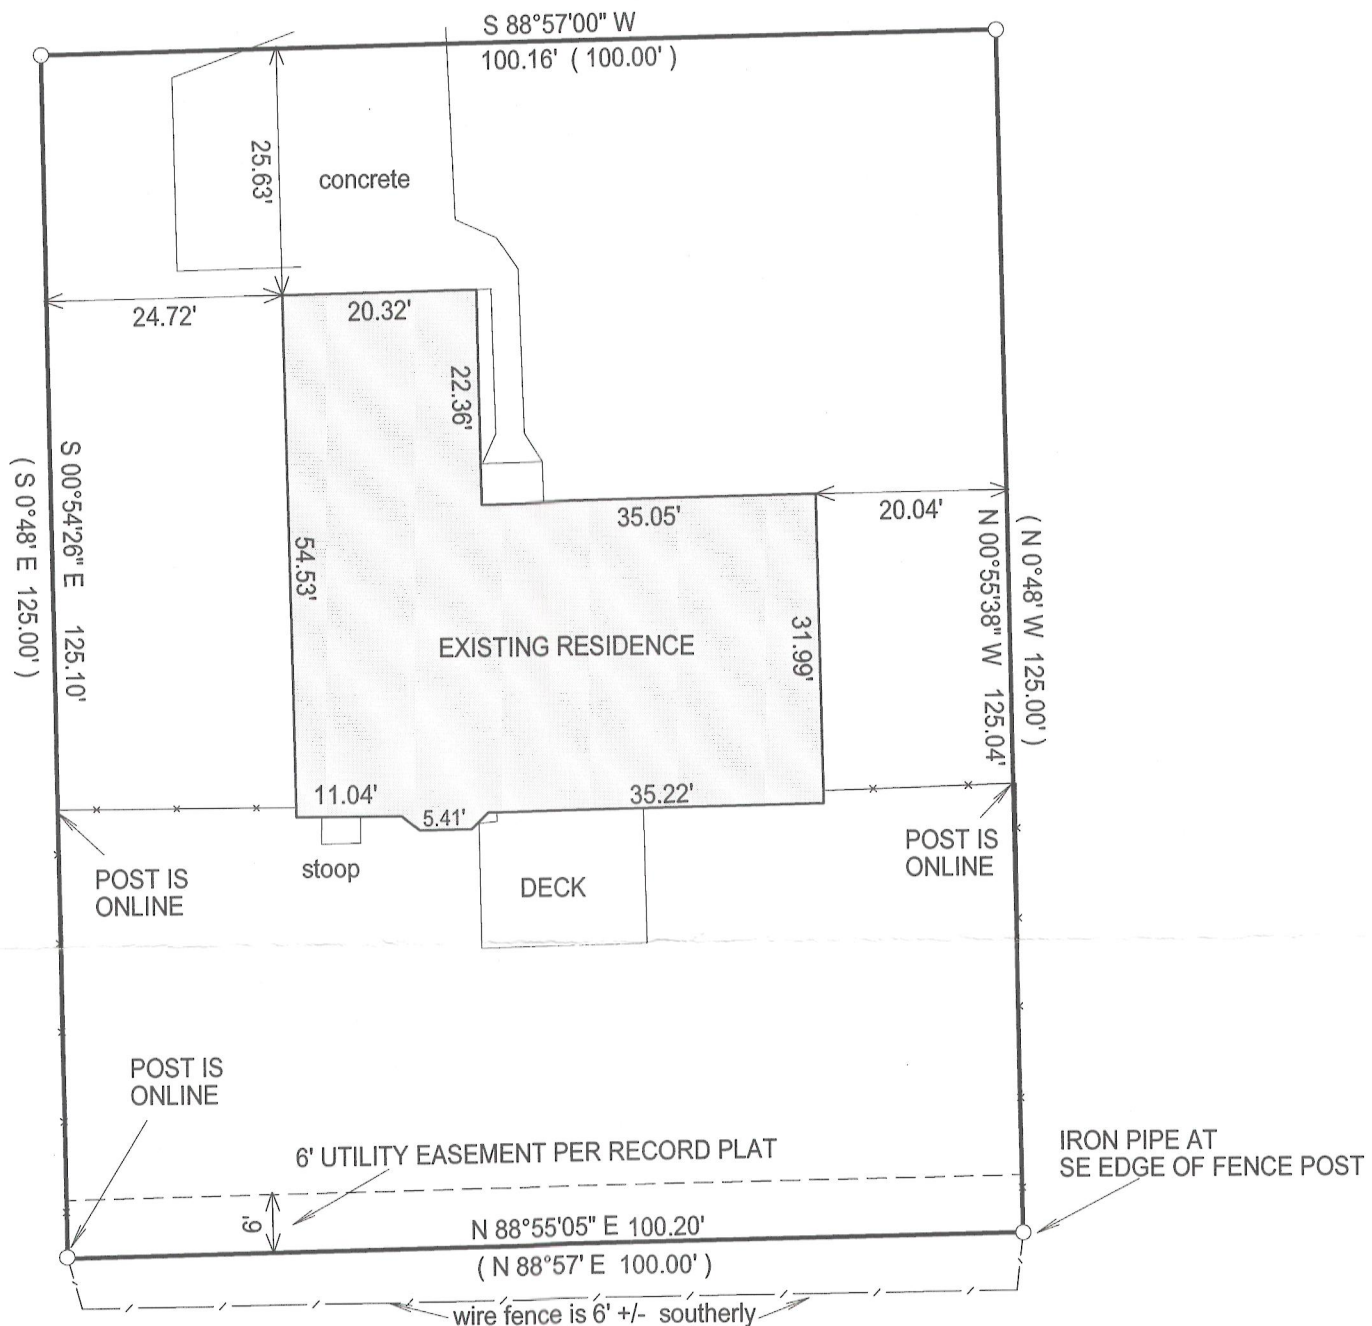 S 88°57'00" W
100.16' ( 100.00' )
25.63'
concrete
24.72'
20.32'
22.36'
35.05'
20.04'
S 00°54'26" E 125.10'
( S 0°48' E 125.00' )
54.53'
N 00°55'38" W 125.04'
( N 0°48' W 125.00' )
31.99'
EXISTING RESIDENCE
11.04'
5.41'
35.22'
stoop
DECK
POST IS
ONLINE
POST IS
ONLINE
POST IS
ONLINE
6' UTILITY EASEMENT PER RECORD PLAT
6'
IRON PIPE AT
SE EDGE OF FENCE POST
N 88°55'05" E 100.20'
( N 88°57' E 100.00' )
wire fence is 6' +/- southerly